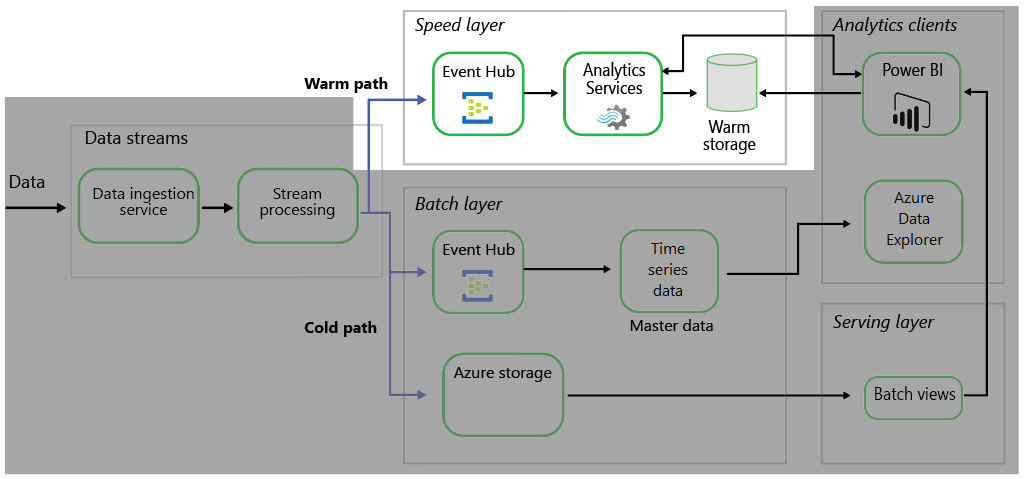 Speed layer
Analytics clients
Event Hub
Analytics
Services
Power BI
Warm path
Warm
storage
Data streams
Data
Data ingestion
service
Stream
processing
Batch layer
Event Hub
Time
series
data
Master data
Azure
Data
Explorer
Cold path
Serving layer
Azure storage
Batch views